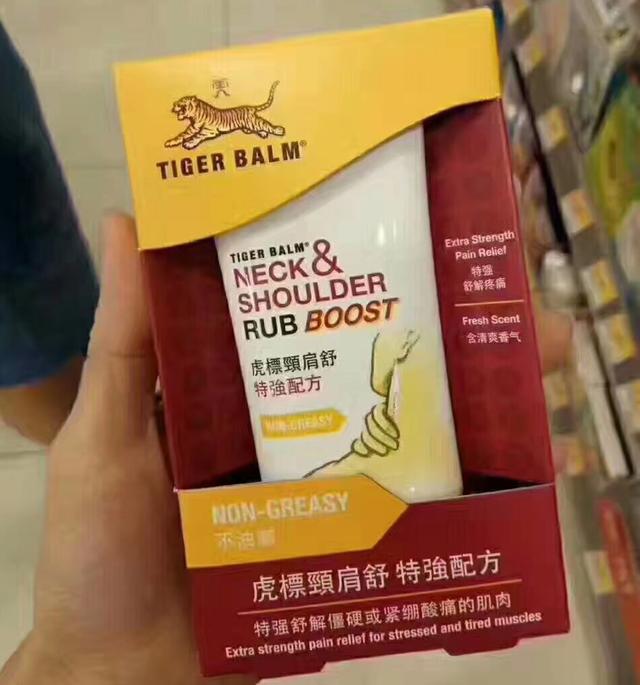 TIGER BALM®
TIGER BALM®
NECK &
SHOULDER
RUB BOOST
虎標頸肩舒
特強配方
NON-GREASY
Extra Strength
Pain Relief
特强
舒解疼痛
Fresh Scent
含清爽香气
NON-GREASY
不油膩
虎標頸肩舒 特強配方
特强舒解僵硬或紧绷酸痛的肌肉
Extra strength pain relief for stressed and tired muscles